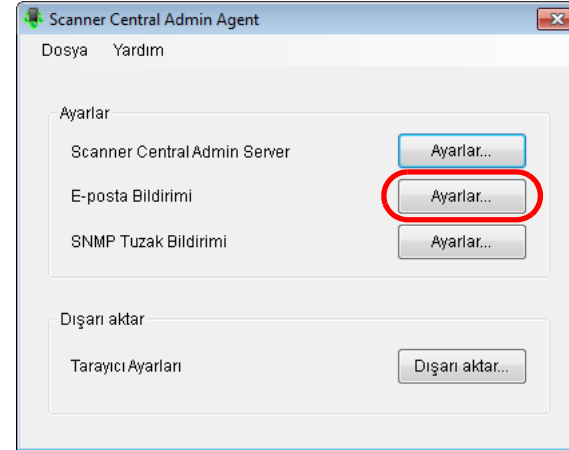 Scanner Central Admin Agent
Dosya Yardım
Ayarlar
Scanner Central Admin Server Ayarlar...
E-posta Bildirimi Ayarlar...
SNMP Tuzak Bildirimi Ayarlar...
Dışarı aktar
Tarayıcı Ayarları Dışarı aktar...